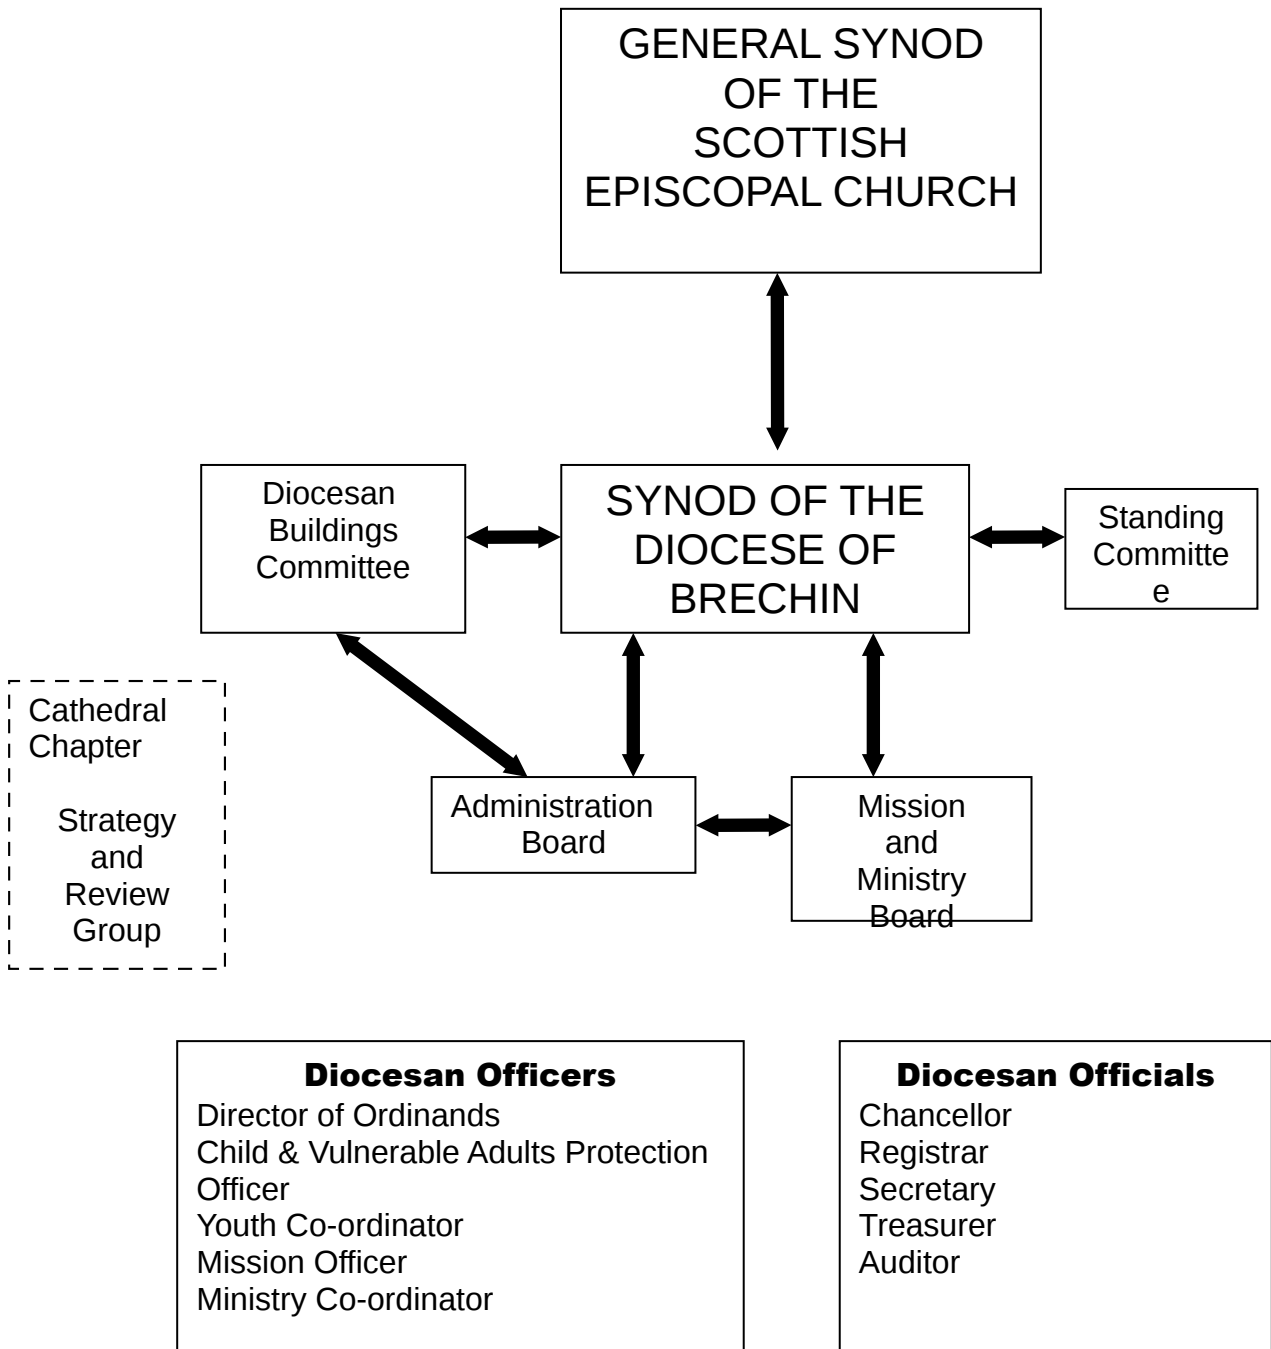 GENERAL SYNOD
OF THE
SCOTTISH
EPISCOPAL CHURCH
Diocesan
Buildings
Committee
SYNOD OF THE
DIOCESE OF
BRECHIN
Standing
Committe
e
Cathedral
Chapter
Strategy
and
Review
Group
Administration
Board
Mission
and
Ministry
Board
Diocesan Officers
Director of Ordinands
Child & Vulnerable Adults Protection
Officer
Youth Co-ordinator
Mission Officer
Ministry Co-ordinator
Diocesan Officials
Chancellor
Registrar
Secretary
Treasurer
Auditor